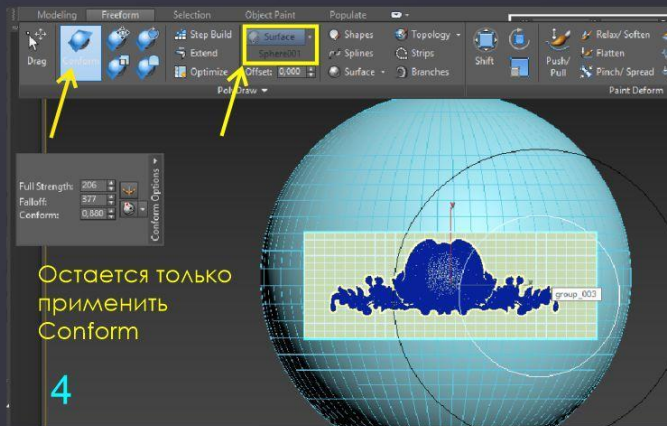 Modeling Freeform Selection Object Paint Populate
Step Build Surface Shapes Topology Relax/Soften
Drag Conform Extend Sphere001 Splines Strips Shift Push/ Pull Flatten
Optimize Offset: 0,000 Surface Branches Pinch/Spread
PolyDraw Paint Deform
Full Strength: 206
Falloff: 377
Conform: 0,880
Conform Options
group_003
Остается только
применить
Conform
4